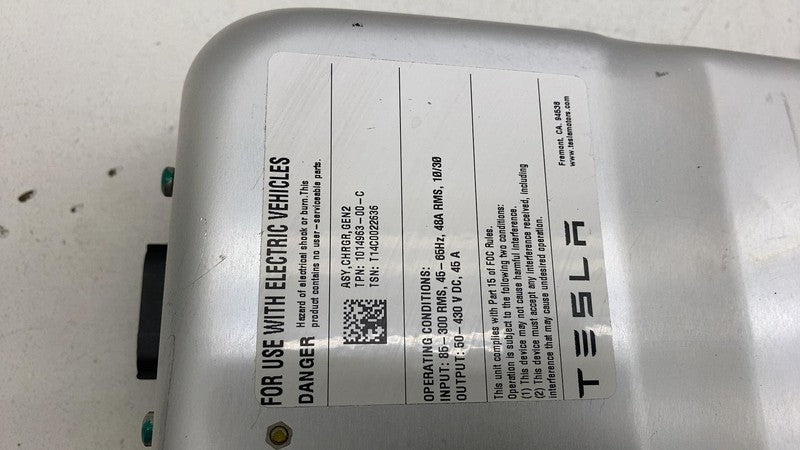 FOR USE WITH ELECTRIC VEHICLES
DANGER Hazard of electrical shock or burn. This
product contains no user-serviceable parts.
ASY,CHRGR,GEN2
TPN: 1014963-00-C
TSN: T14C0022636
OPERATING CONDITIONS:
INPUT: 85-300 RMS, 45-65Hz, 48A RMS, 10/30
OUTPUT: 50-430 V DC, 45 A
This unit complies with Part 15 of FCC Rules.
Operation is subject to the following two conditions:
(1) This device may not cause harmful interference.
(2) This device must accept any interference received, including
interference that may cause undesired operation.
TESLA
Fremont, CA. 94538
www.teslamotors.com